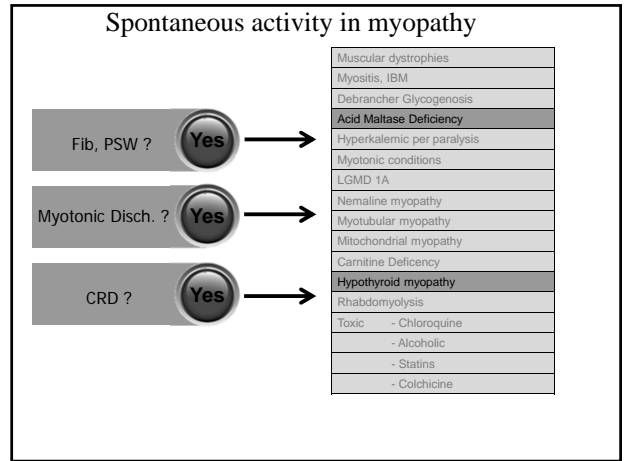 Spontaneous activity in myopathy
Fib, PSW ?
Yes
Myotonic Disch. ?
Yes
CRD ?
Yes
Muscular dystrophies
Myositis, IBM
Debrancher Glycogenosis
Acid Maltase Deficiency
Hyperkalemic per paralysis
Myotonic conditions
LGMD 1A
Nemaline myopathy
Myotubular myopathy
Mitochondrial myopathy
Carnitine Deficency
Hypothyroid myopathy
Rhabdomyolysis
Toxic - Chloroquine
- Alcoholic
- Statins
- Colchicine